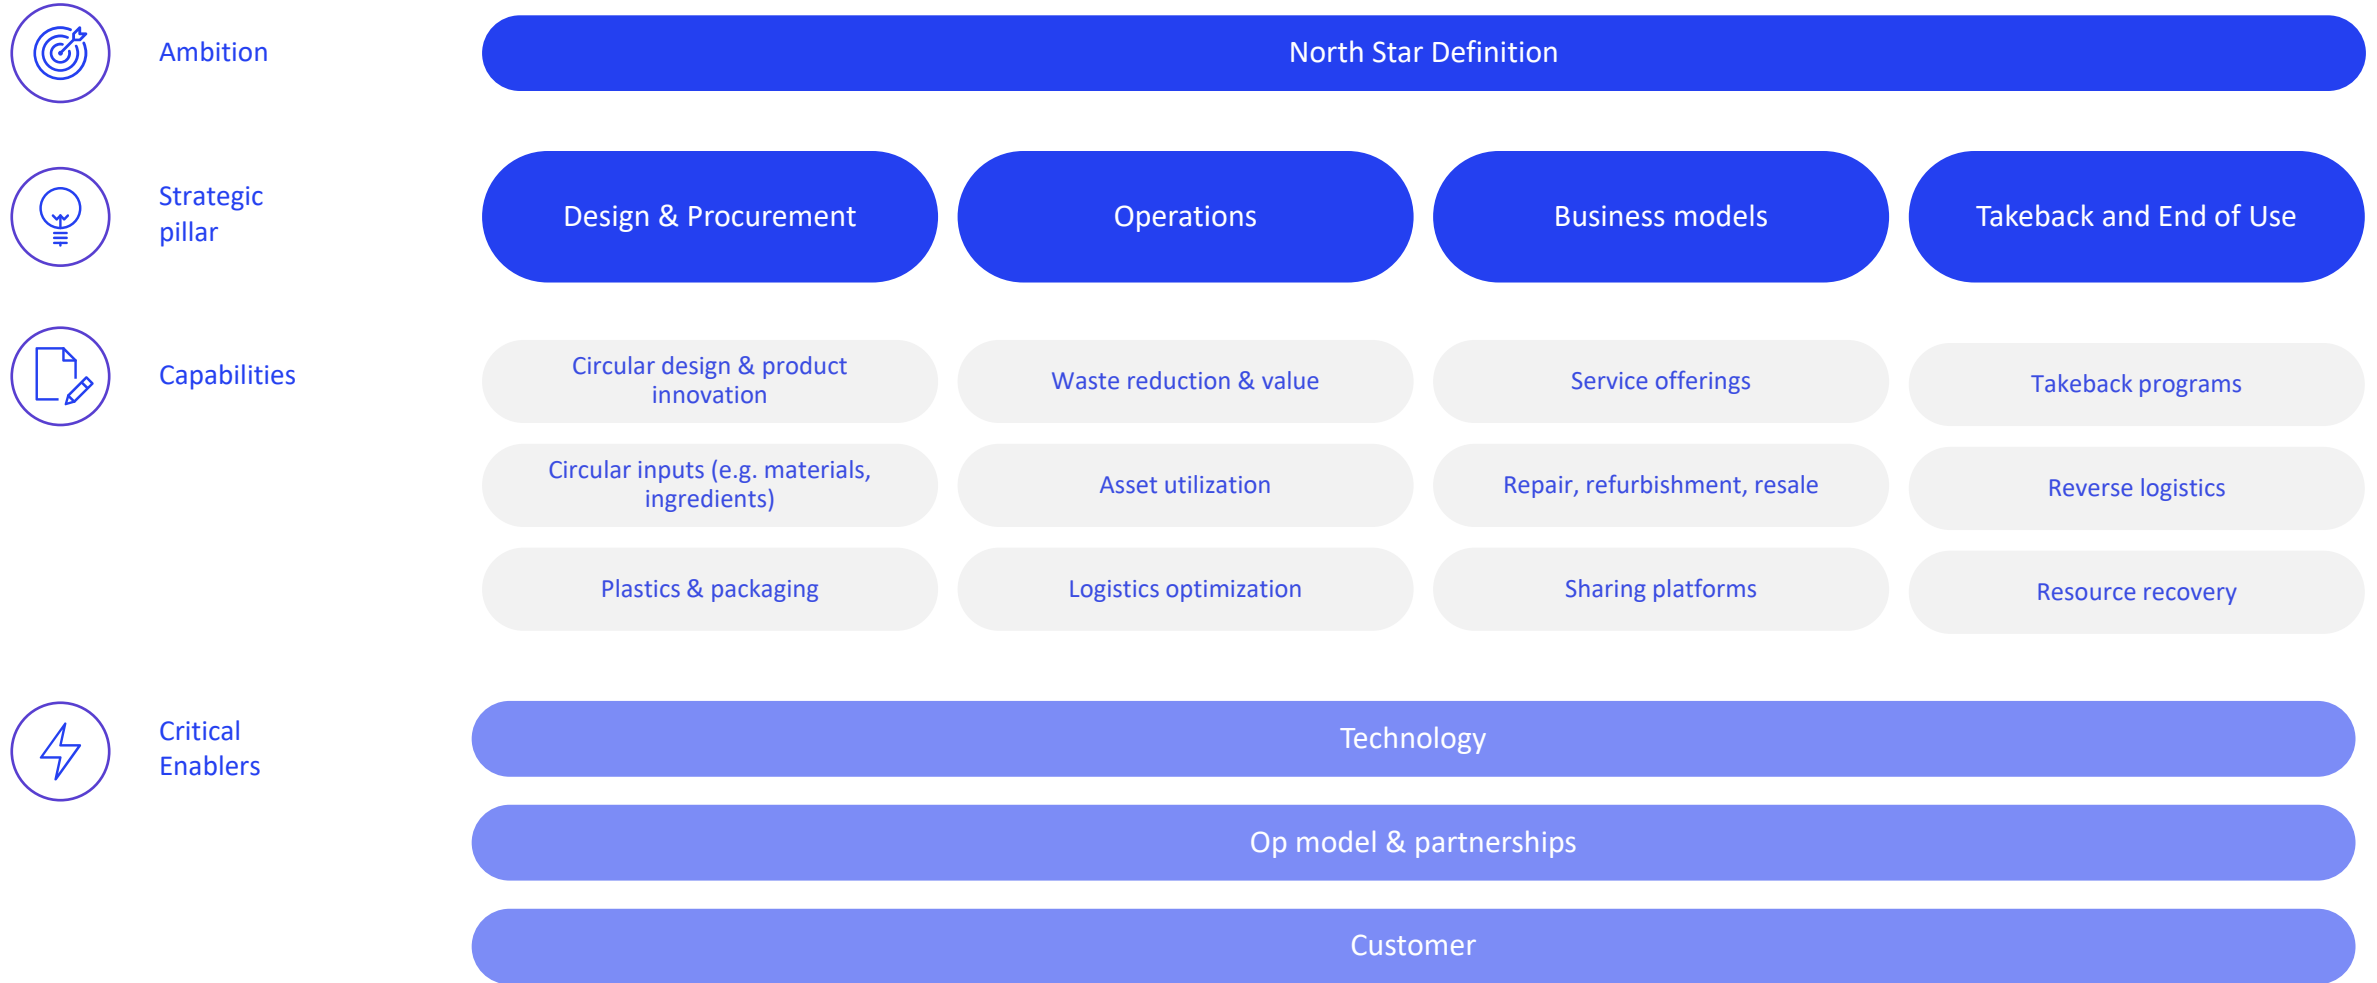 Ambition
North Star Definition
Strategic
pillar
Design & Procurement
Operations
Business models
Takeback and End of Use
Capabilities
Circular design & product
innovation
Waste reduction & value
Service offerings
Takeback programs
Circular inputs (e.g. materials,
ingredients)
Asset utilization
Repair, refurbishment, resale
Reverse logistics
Plastics & packaging
Logistics optimization
Sharing platforms
Resource recovery
Critical
Enablers
Technology
Op model & partnerships
Customer